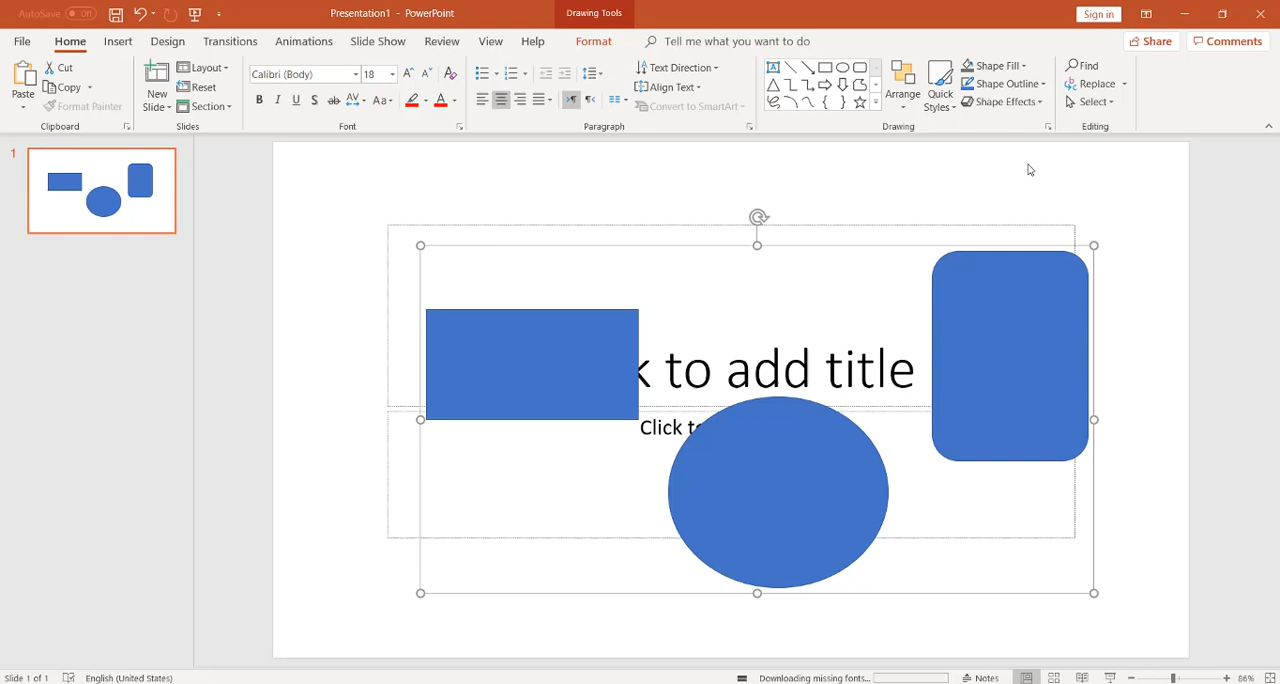 AutoSave Off
Presentation1 - PowerPoint
Drawing Tools
Sign in
File Home Insert Design Transitions Animations Slide Show Review View Help Format Tell me what you want to do Share Comments
Paste
Cut
Copy
Format Painter
Clipboard
New Slide
Layout
Reset
Section
Slides
Calibri (Body) 18
B I U S ab AV Aa
A A
A
Font
Text Direction
Align Text
Convert to SmartArt
Paragraph
Arrange
Quick Styles
Shape Fill
Shape Outline
Shape Effects
Drawing
Find
Replace
Select
Editing
1
k to add title
Click to
Slide 1 of 1 English (United States) Downloading missing fonts... Notes 86%